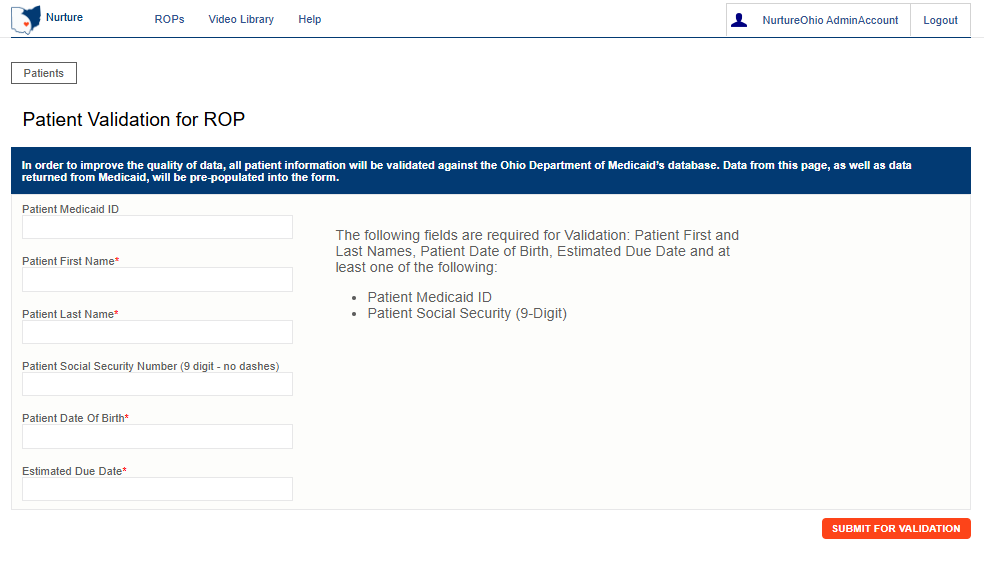 Nurture
ROPs
Video Library
Help
NurtureOhio AdminAccount
Logout
Patients
Patient Validation for ROP
In order to improve the quality of data, all patient information will be validated against the Ohio Department of Medicaid's database. Data from this page, as well as data
returned from Medicaid, will be pre-populated into the form.
Patient Medicaid ID
Patient First Name*
Patient Last Name*
Patient Social Security Number (9 digit - no dashes)
Patient Date Of Birth*
Estimated Due Date*
The following fields are required for Validation: Patient First and
Last Names, Patient Date of Birth, Estimated Due Date and at
least one of the following:
• Patient Medicaid ID
• Patient Social Security (9-Digit)
SUBMIT FOR VALIDATION